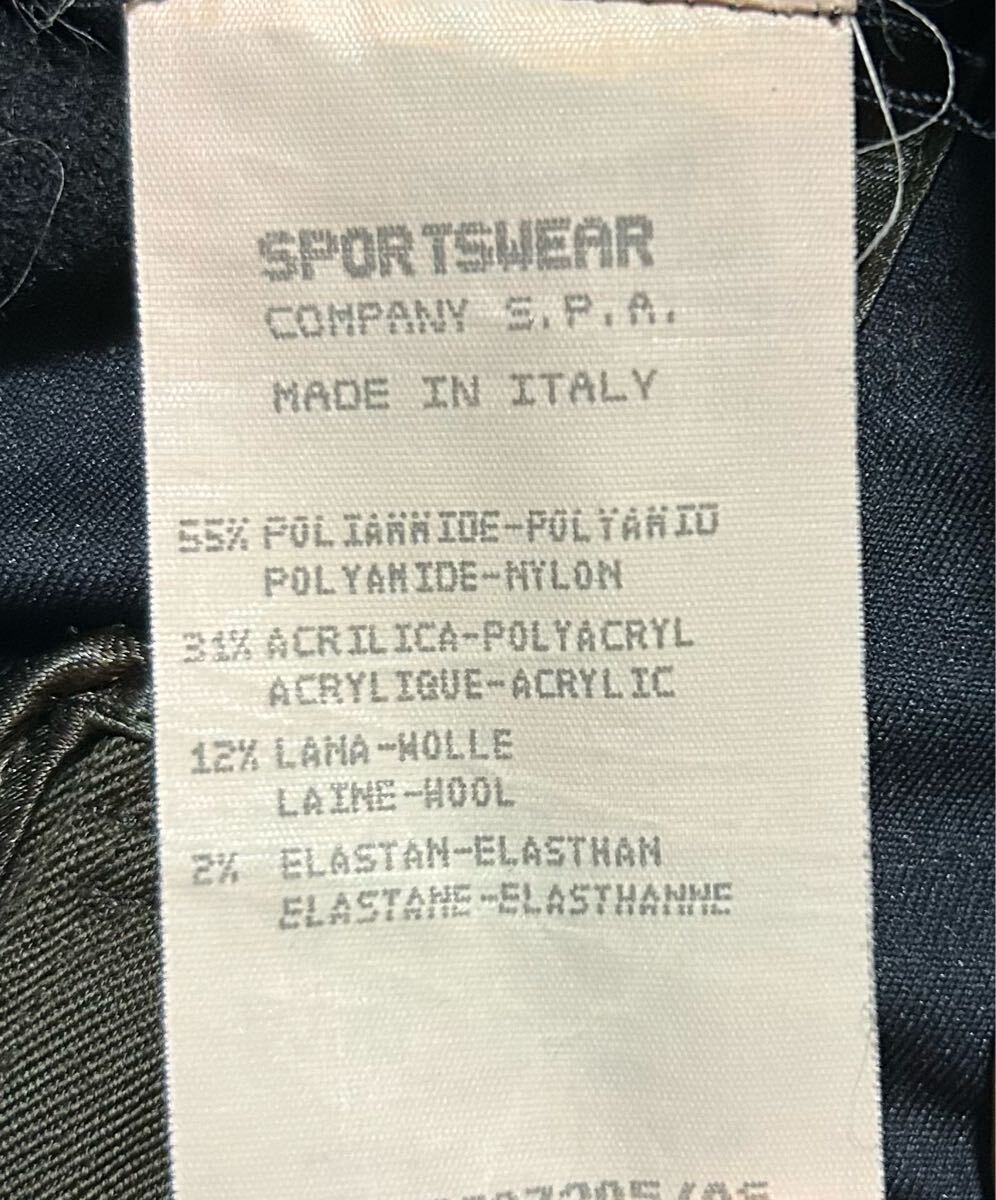 SPORTSWEAR
COMPANY S.P.A.
MADE IN ITALY
55% POLIAMMIDE-POLYAMID
POLYAMIDE-NYLON
31% ACRILICA-POLYACRYL
ACRYLIQUE-ACRYLIC
12% LANA-WOLLE
LAINE-WOOL
2% ELASTAN-ELASTHAN
ELASTANE-ELASTHANNE